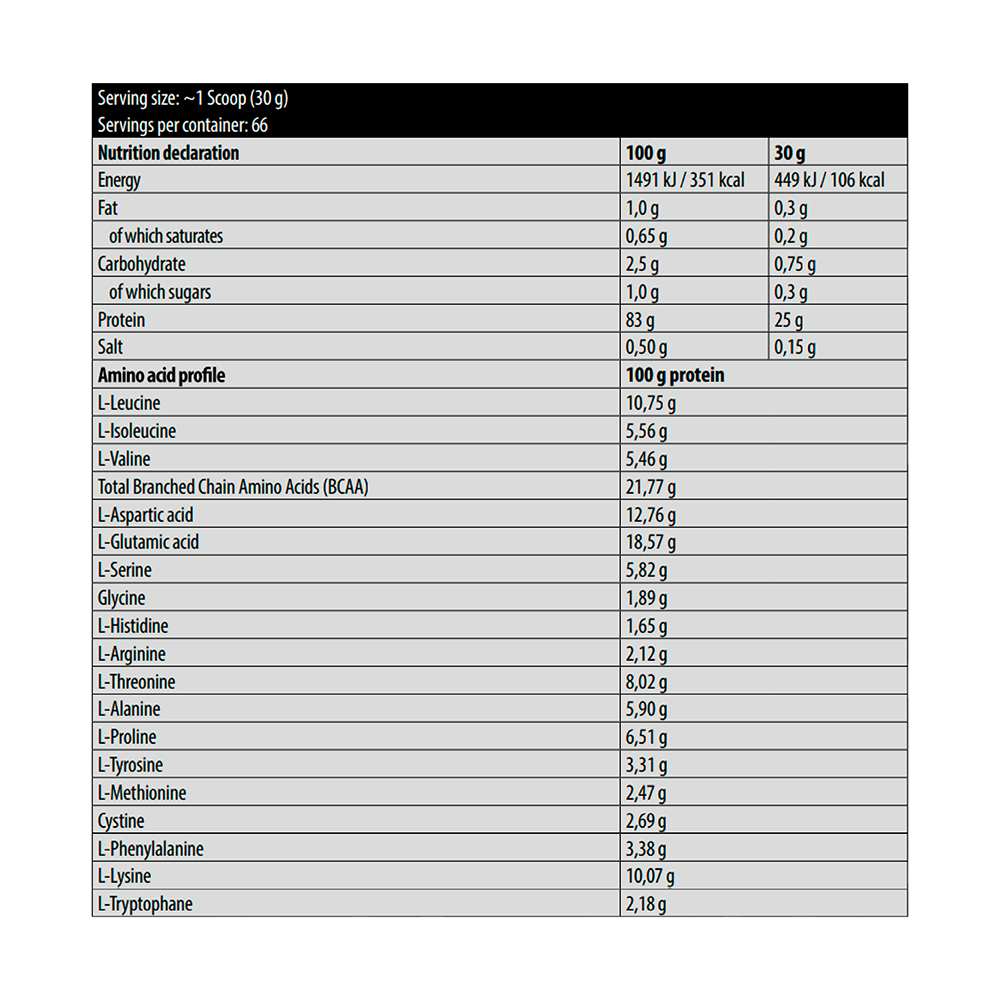 Serving size: ~1 Scoop (30 g)
Servings per container: 66
Nutrition declaration 100 g 30 g
Energy 1491 kJ / 351 kcal 449 kJ / 106 kcal
Fat 1,0 g 0,3 g
of which saturates 0,65 g 0,2 g
Carbohydrate 2,5 g 0,75 g
of which sugars 1,0 g 0,3 g
Protein 83 g 25 g
Salt 0,50 g 0,15 g
Amino acid profile 100 g protein
L-Leucine 10,75 g
L-Isoleucine 5,56 g
L-Valine 5,46 g
Total Branched Chain Amino Acids (BCAA) 21,77 g
L-Aspartic acid 12,76 g
L-Glutamic acid 18,57 g
L-Serine 5,82 g
Glycine 1,89 g
L-Histidine 1,65 g
L-Arginine 2,12 g
L-Threonine 8,02 g
L-Alanine 5,90 g
L-Proline 6,51 g
L-Tyrosine 3,31 g
L-Methionine 2,47 g
Cystine 2,69 g
L-Phenylalanine 3,38 g
L-Lysine 10,07 g
L-Tryptophane 2,18 g